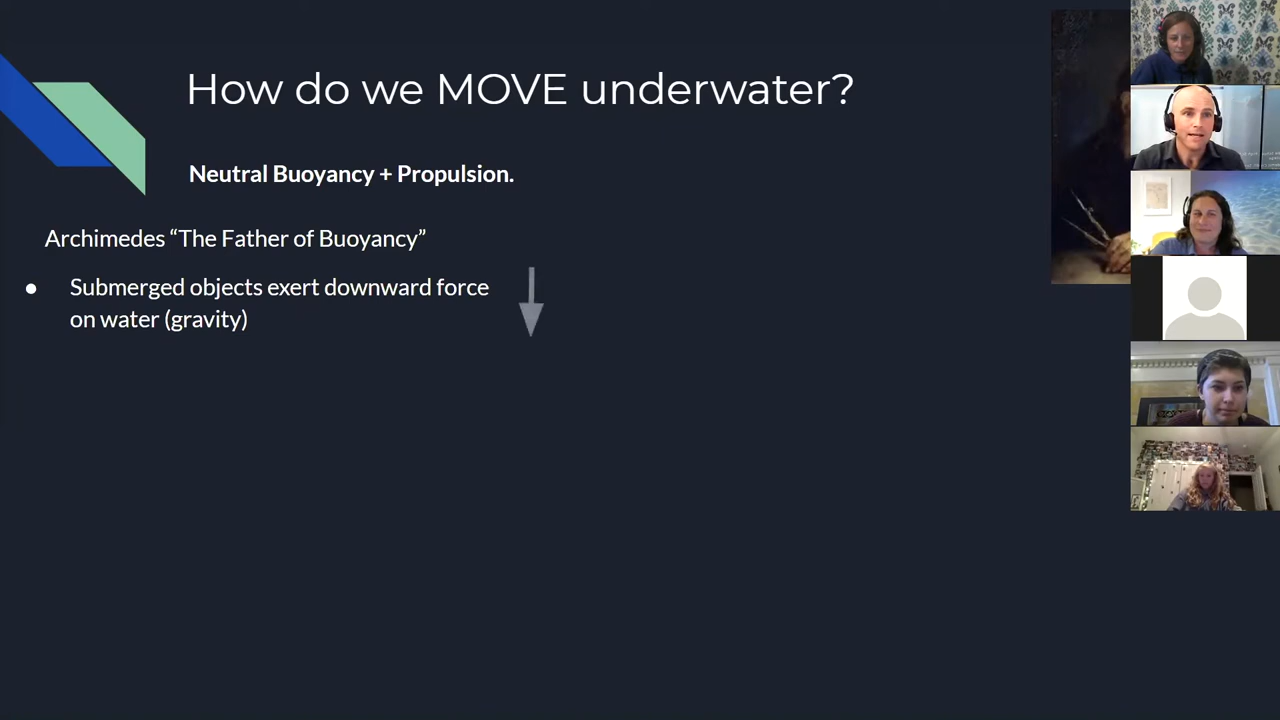 How do we MOVE underwater?
Neutral Buoyancy + Propulsion.
Archimedes “The Father of Buoyancy”
● Submerged objects exert downward force
on water (gravity)